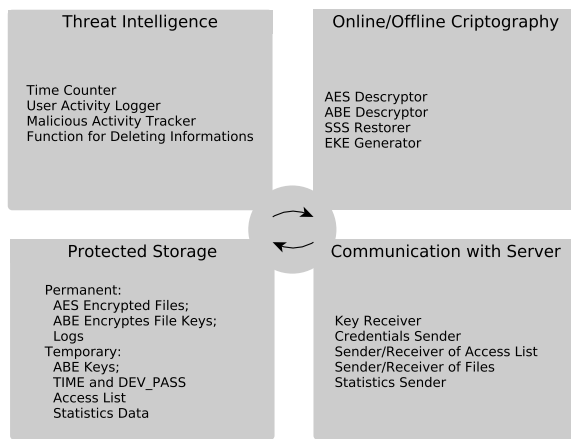 Threat Intelligence
Time Counter
User Activity Logger
Malicious Activity Tracker
Function for Deleting Informations
Online/Offline Criptography
AES Descryptor
ABE Descryptor
SSS Restorer
EKE Generator
Protected Storage
Permanent:
AES Encrypted Files;
ABE Encryptes File Keys;
Logs
Temporary:
ABE Keys;
TIME and DEV_PASS
Access List
Statistics Data
Communication with Server
Key Receiver
Credentials Sender
Sender/Receiver of Access List
Sender/Receiver of Files
Statistics Sender